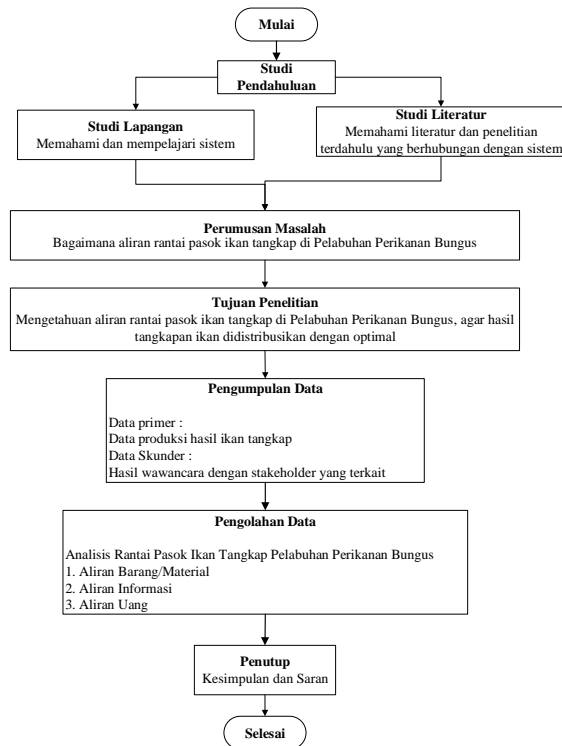 Mulai
Studi
Pendahuluan
Studi Lapangan
Memahami dan mempelajari sistem
Studi Literatur
Memahami literatur dan penelitian
terdahulu yang berhubungan dengan sistem
Perumusan Masalah
Bagaimana aliran rantai pasok ikan tangkap di Pelabuhan Perikanan Bungus
Tujuan Penelitian
Mengetahuan aliran rantai pasok ikan tangkap di Pelabuhan Perikanan Bungus, agar hasil
tangkapan ikan didistribusikan dengan optimal
Pengumpulan Data
Data primer :
Data produksi hasil ikan tangkap
Data Skunder :
Hasil wawancara dengan stakeholder yang terkait
Pengolahan Data
Analisis Rantai Pasok Ikan Tangkap Pelabuhan Perikanan Bungus
1. Aliran Barang/Material
2. Aliran Informasi
3. Aliran Uang
Penutup
Kesimpulan dan Saran
Selesai